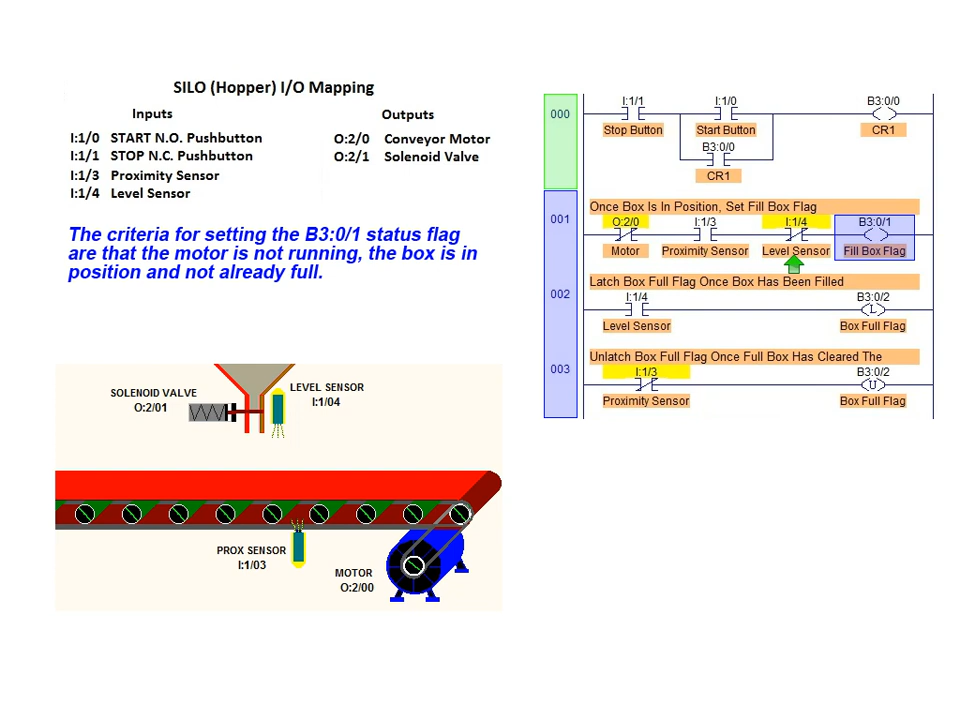 SILO (Hopper) I/O Mapping
Inputs
Outputs
I:1/0 START N.O. Pushbutton
O:2/0 Conveyor Motor
I:1/1 STOP N.C. Pushbutton
O:2/1 Solenoid Valve
I:1/3 Proximity Sensor
I:1/4 Level Sensor
The criteria for setting the B3:0/1 status flag
are that the motor is not running, the box is in
position and not already full.
SOLENOID VALVE
O:2/01
LEVEL SENSOR
I:1/04
PROX SENSOR
I:1/03
MOTOR
O:2/00
000
I:1/1 I:1/0 B3:0/0
Stop Button Start Button CR1
B3:0/0
CR1
001
Once Box Is In Position, Set Fill Box Flag
O:2/0 I:1/3 I:1/4 B3:0/1
Motor Proximity Sensor Level Sensor Fill Box Flag
002
Latch Box Full Flag Once Box Has Been Filled
I:1/4 B3:0/2
L
Level Sensor Box Full Flag
003
Unlatch Box Full Flag Once Full Box Has Cleared The
I:1/3 B3:0/2
U
Proximity Sensor Box Full Flag